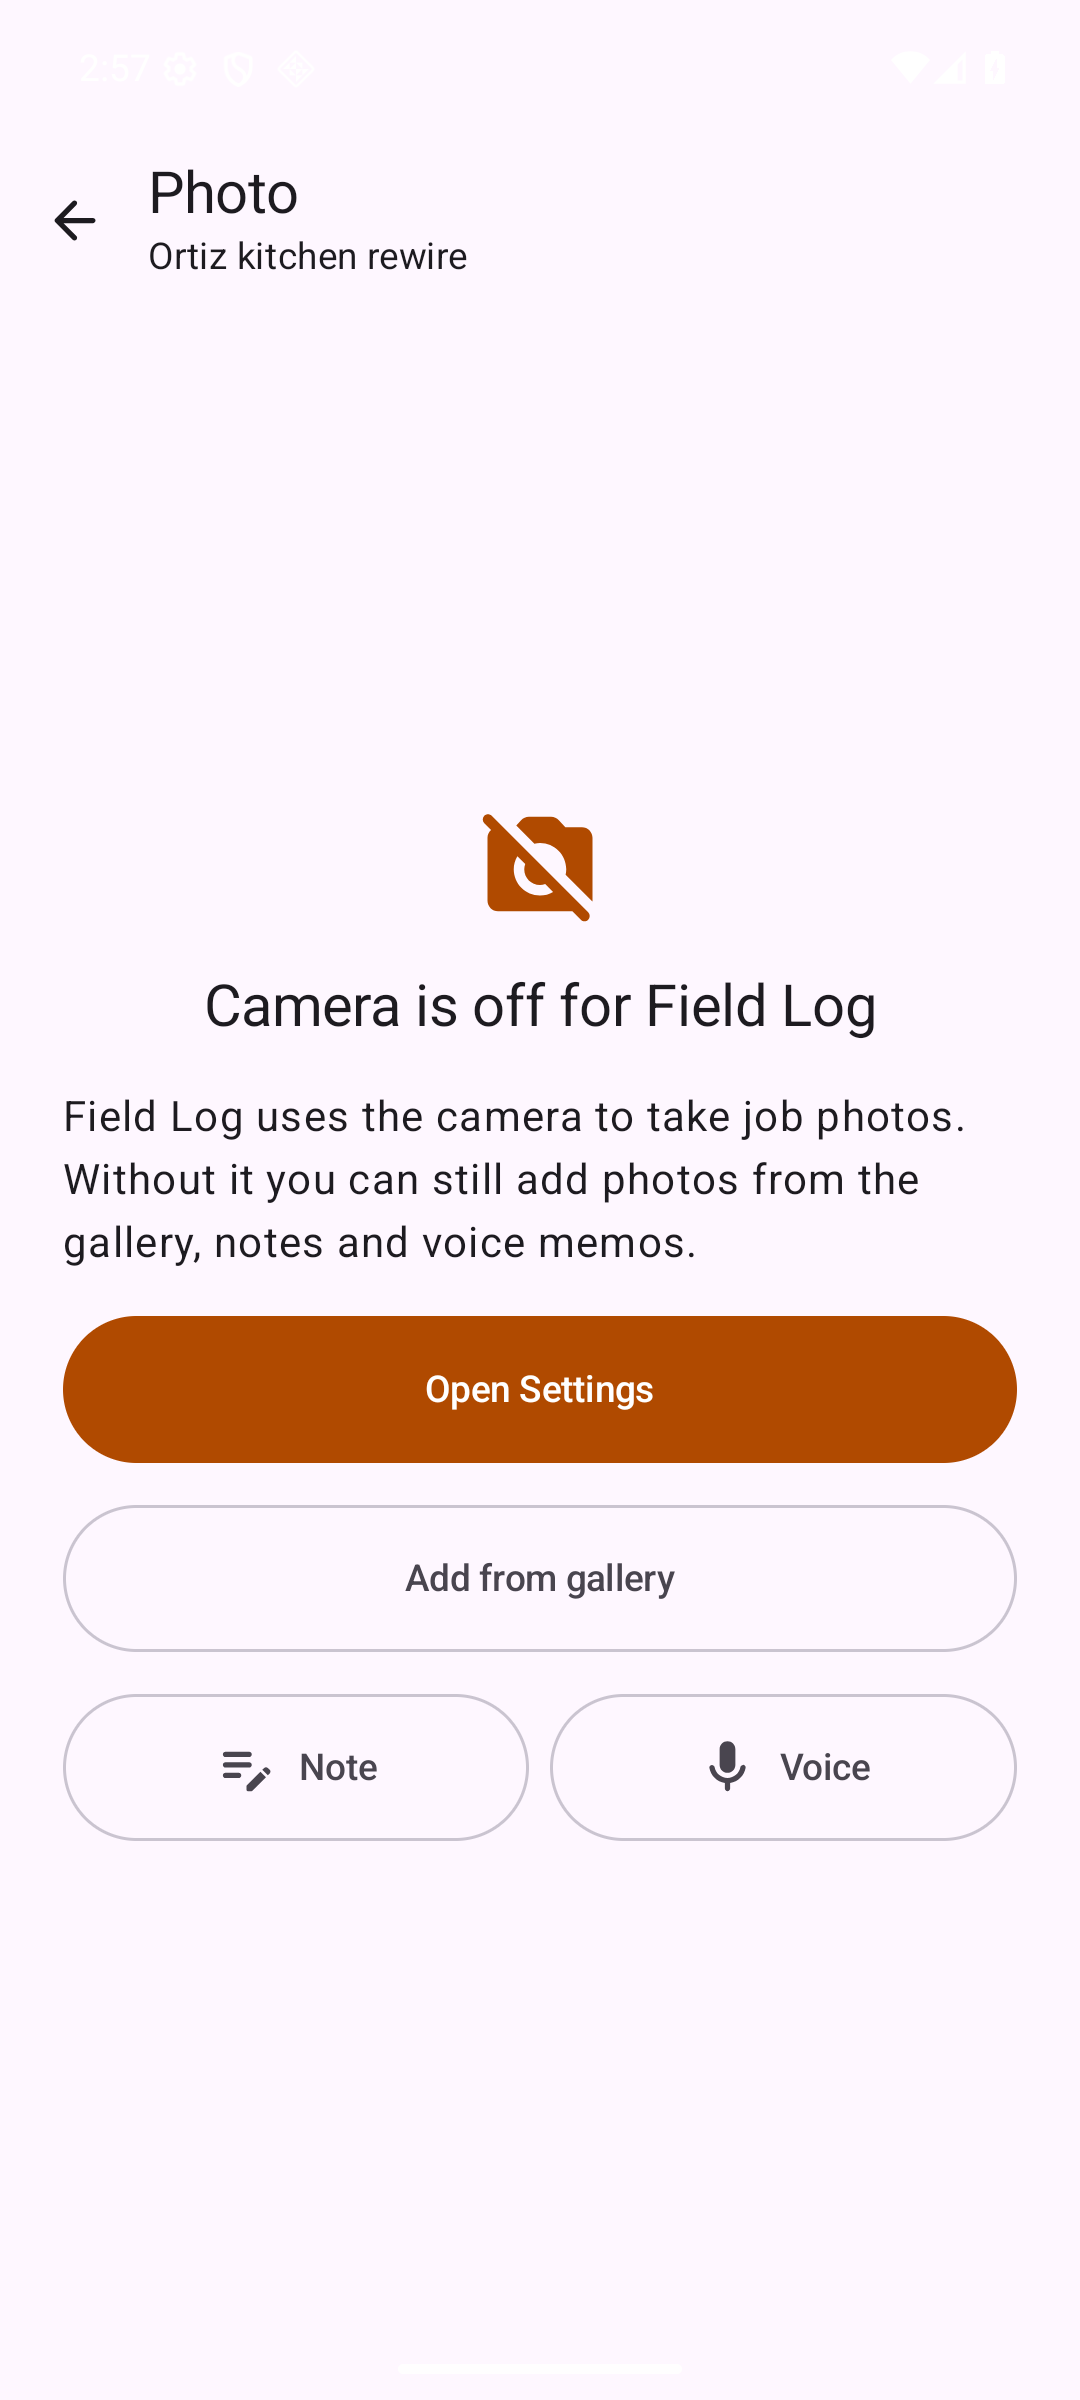 2:57
Photo
Ortiz kitchen rewire
Camera is off for Field Log
Field Log uses the camera to take job photos.
Without it you can still add photos from the
gallery, notes and voice memos.
Open Settings
Add from gallery
Note
Voice